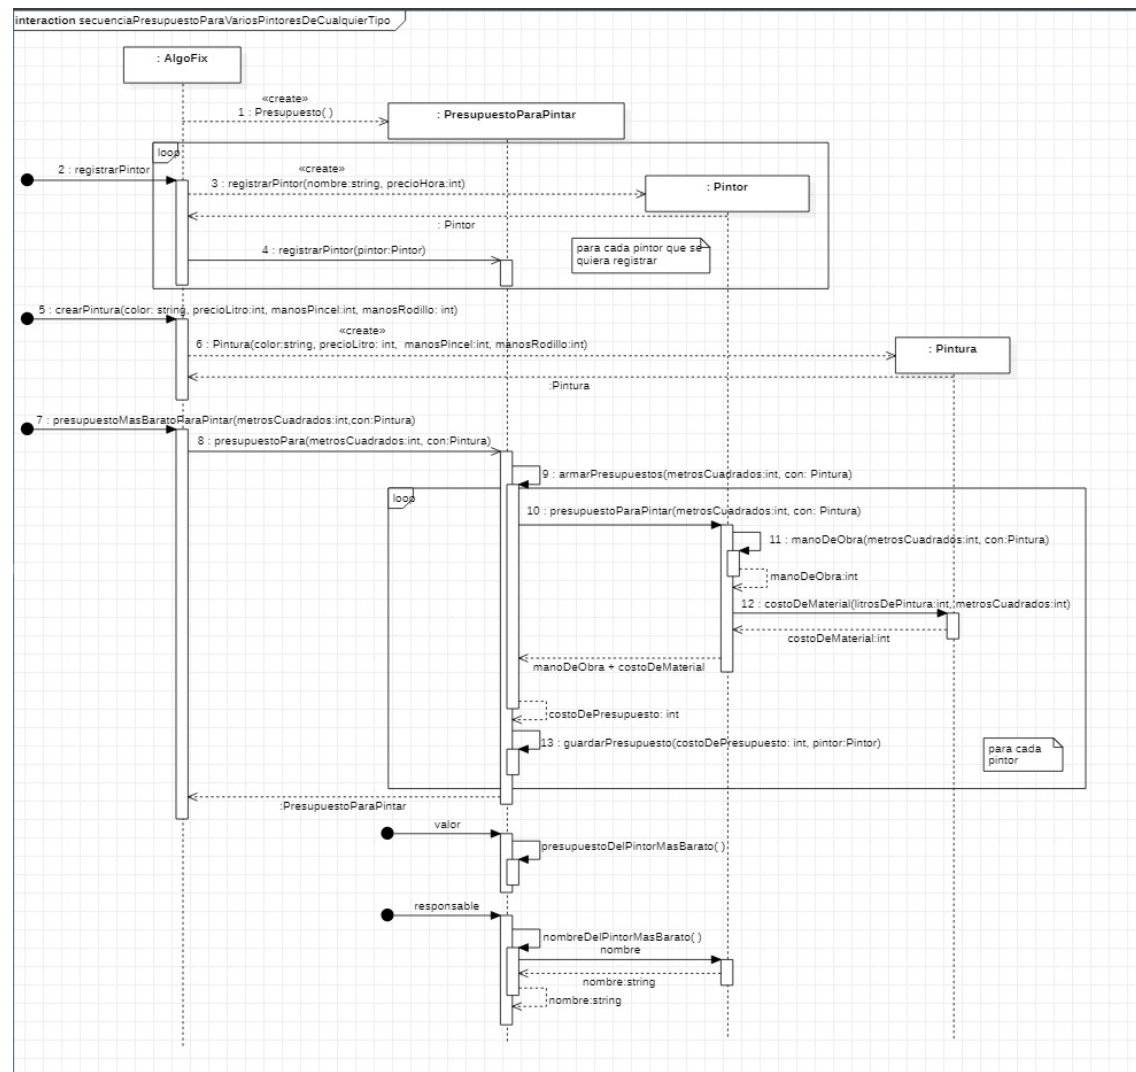 interaction secuenciaPresupuestoParaVariosPintoresDeCualquierTipo
: AlgoFix
«create»
1 : Presupuesto( )
: PresupuestoParaPintar
loop
2 : registrarPintor
«create»
3 : registrarPintor(nombre:string, precioHora:int)
: Pintor
: Pintor
4 : registrarPintor(pintor:Pintor)
para cada pintor que se
quiera registrar
5 : crearPintura(color: string, precioLitro:int, manosPincel:int, manosRodillo: int)
«create»
6 : Pintura(color:string, precioLitro: int, manosPincel:int, manosRodillo:int)
: Pintura
:Pintura
7 : presupuestoMasBaratoParaPintar(metrosCuadrados:int,con:Pintura)
8 : presupuestoPara(metrosCuadrados:int, con:Pintura)
9 : armarPresupuestos(metrosCuadrados:int, con: Pintura)
loop
10 : presupuestoParaPintar(metrosCuadrados:int, con: Pintura)
11 : manoDeObra(metrosCuadrados:int, con:Pintura)
manoDeObra:int
12 : costoDeMaterial(litrosDePintura:int, metrosCuadrados:int)
costoDeMaterial:int
manoDeObra + costoDeMaterial
costoDePresupuesto: int
13 : guardarPresupuesto(costoDePresupuesto: int, pintor:Pintor)
para cada
pintor
:PresupuestoParaPintar
valor
presupuestoDelPintorMasBarato( )
responsable
nombreDelPintorMasBarato( )
nombre
nombre:string
nombre:string